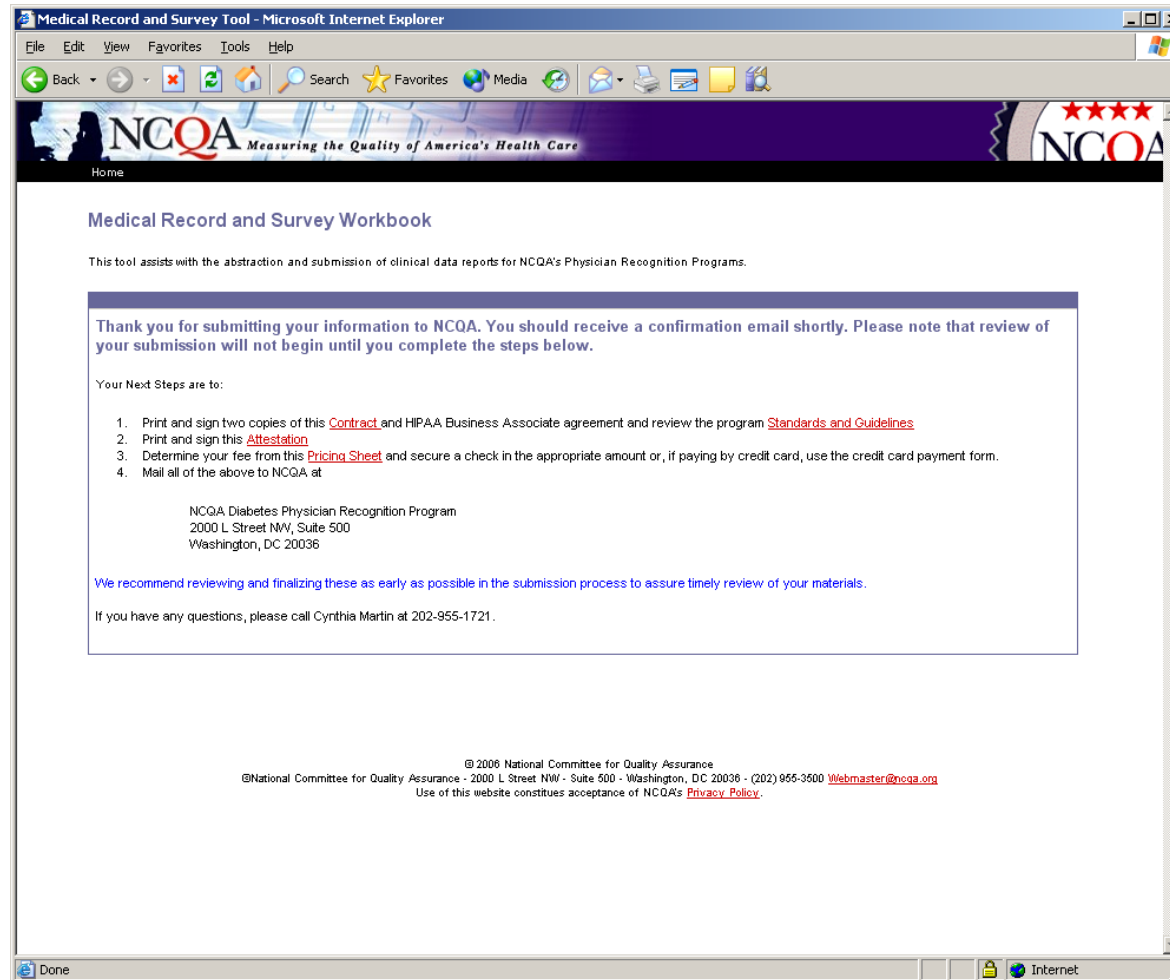 Medical Record and Survey Tool - Microsoft Internet Explorer
File Edit View Favorites Tools Help
Back Search Favorites Media
NCQA Measuring the Quality of America's Health Care
NCQA
Home
Medical Record and Survey Workbook
This tool assists with the abstraction and submission of clinical data reports for NCQA's Physician Recognition Programs.
Thank you for submitting your information to NCQA. You should receive a confirmation email shortly. Please note that review of
your submission will not begin until you complete the steps below.
Your Next Steps are to:
1. Print and sign two copies of this Contract and HIPAA Business Associate agreement and review the program Standards and Guidelines
2. Print and sign this Attestation
3. Determine your fee from this Pricing Sheet and secure a check in the appropriate amount or, if paying by credit card, use the credit card payment form.
4. Mail all of the above to NCQA at
NCQA Diabetes Physician Recognition Program
2000 L Street NW, Suite 500
Washington, DC 20036
We recommend reviewing and finalizing these as early as possible in the submission process to assure timely review of your materials.
If you have any questions, please call Cynthia Martin at 202-955-1721.
© 2006 National Committee for Quality Assurance
©National Committee for Quality Assurance - 2000 L Street NW - Suite 500 - Washington, DC 20036 - (202) 955-3500 Webmaster@ncqa.org
Use of this website constitues acceptance of NCQA's Privacy Policy.
Done Internet